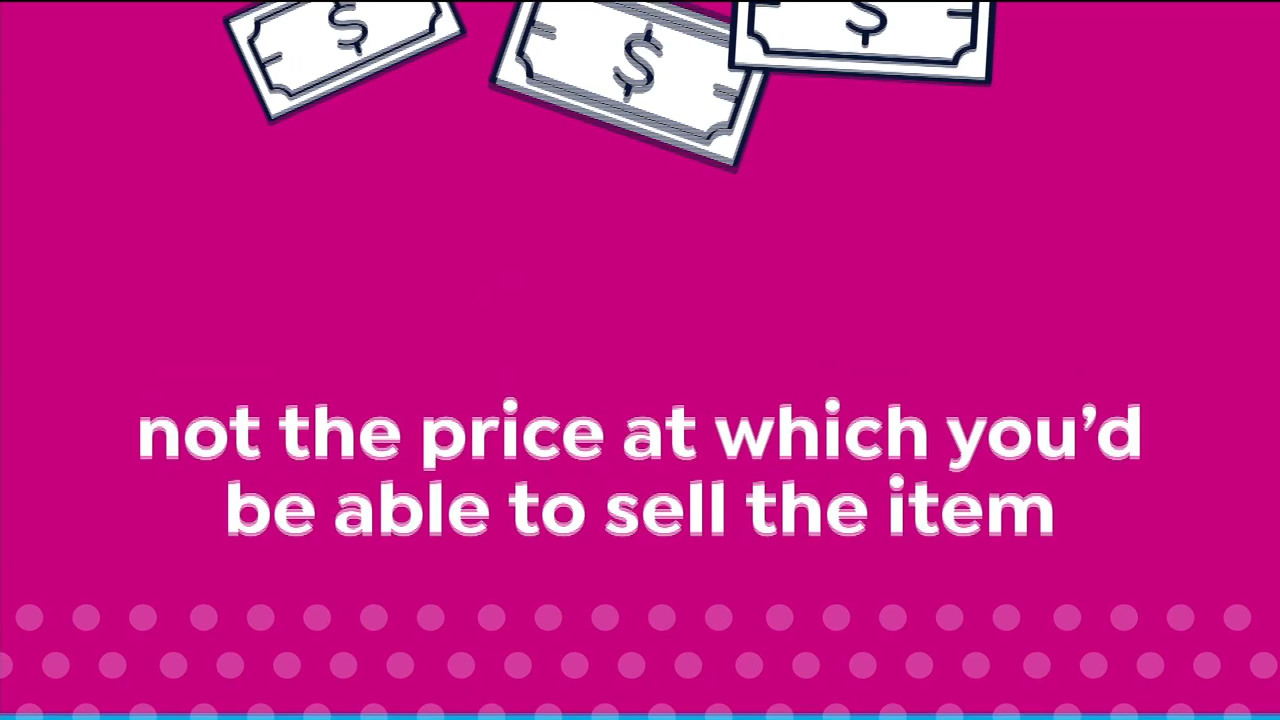 $ $ $
not the price at which you’d
be able to sell the item